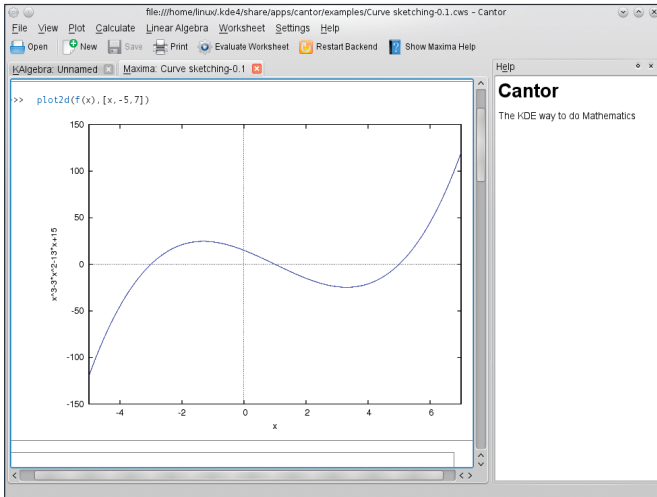 file:///home/linux/.kde4/share/apps/cantor/examples/Curve sketching-0.1.cws – Cantor
File View Plot Calculate Linear Algebra Worksheet Settings Help
Open New Save Print Evaluate Worksheet Restart Backend Show Maxima Help
KAlgebra: Unnamed Maxima: Curve sketching-0.1
>> plot2d(f(x),[x,-5,7])
150
100
50
0
-50
-100
-150
x^3-3*x^2-13*x+15
-4 -2 0 2 4 6
x
Help
Cantor
The KDE way to do Mathematics